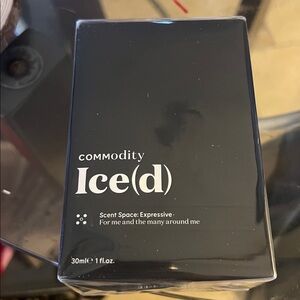 COMModity
Ice(d)
Scent Space: Expressive
For me and the many around me
30ml℮ 1 fl.oz.